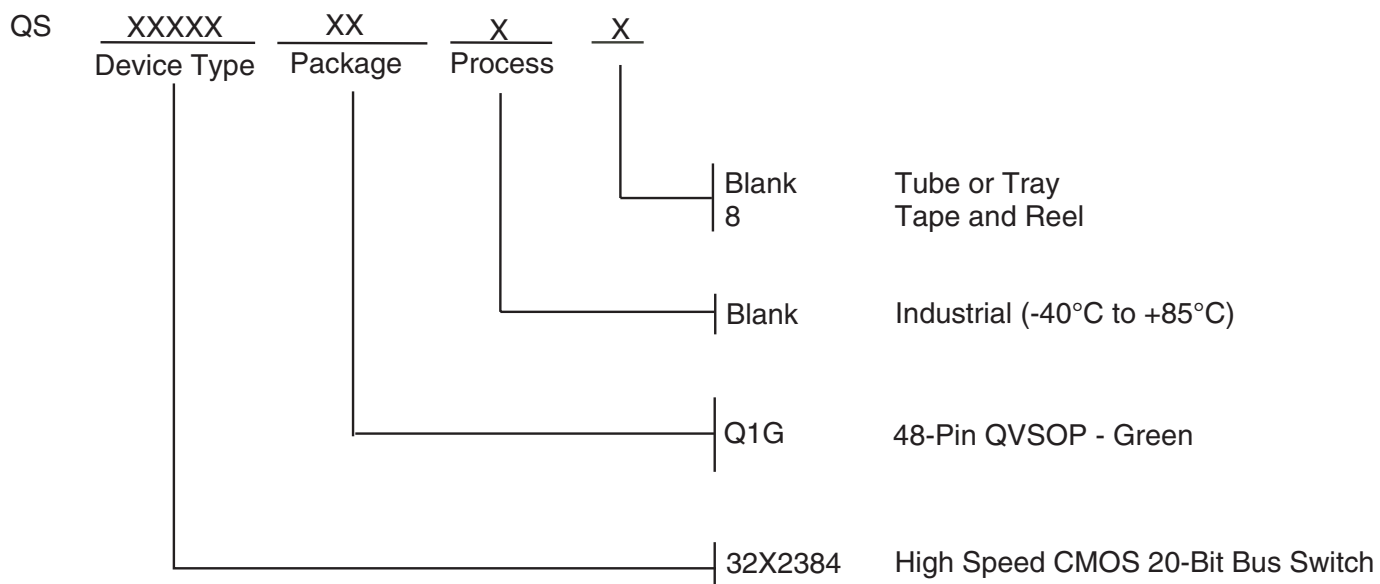 QS XXXXX XX X X
Device Type Package Process
Blank Tube or Tray
8 Tape and Reel
Blank Industrial (-40°C to +85°C)
Q1G 48-Pin QVSOP - Green
32X2384 High Speed CMOS 20-Bit Bus Switch